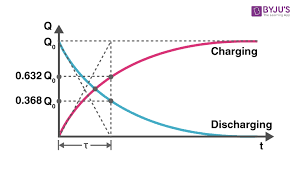 BYJU'S
The Learning App
Q
Q₀
Charging
0.632 Q₀
0.368 Q₀
Discharging
τ
t